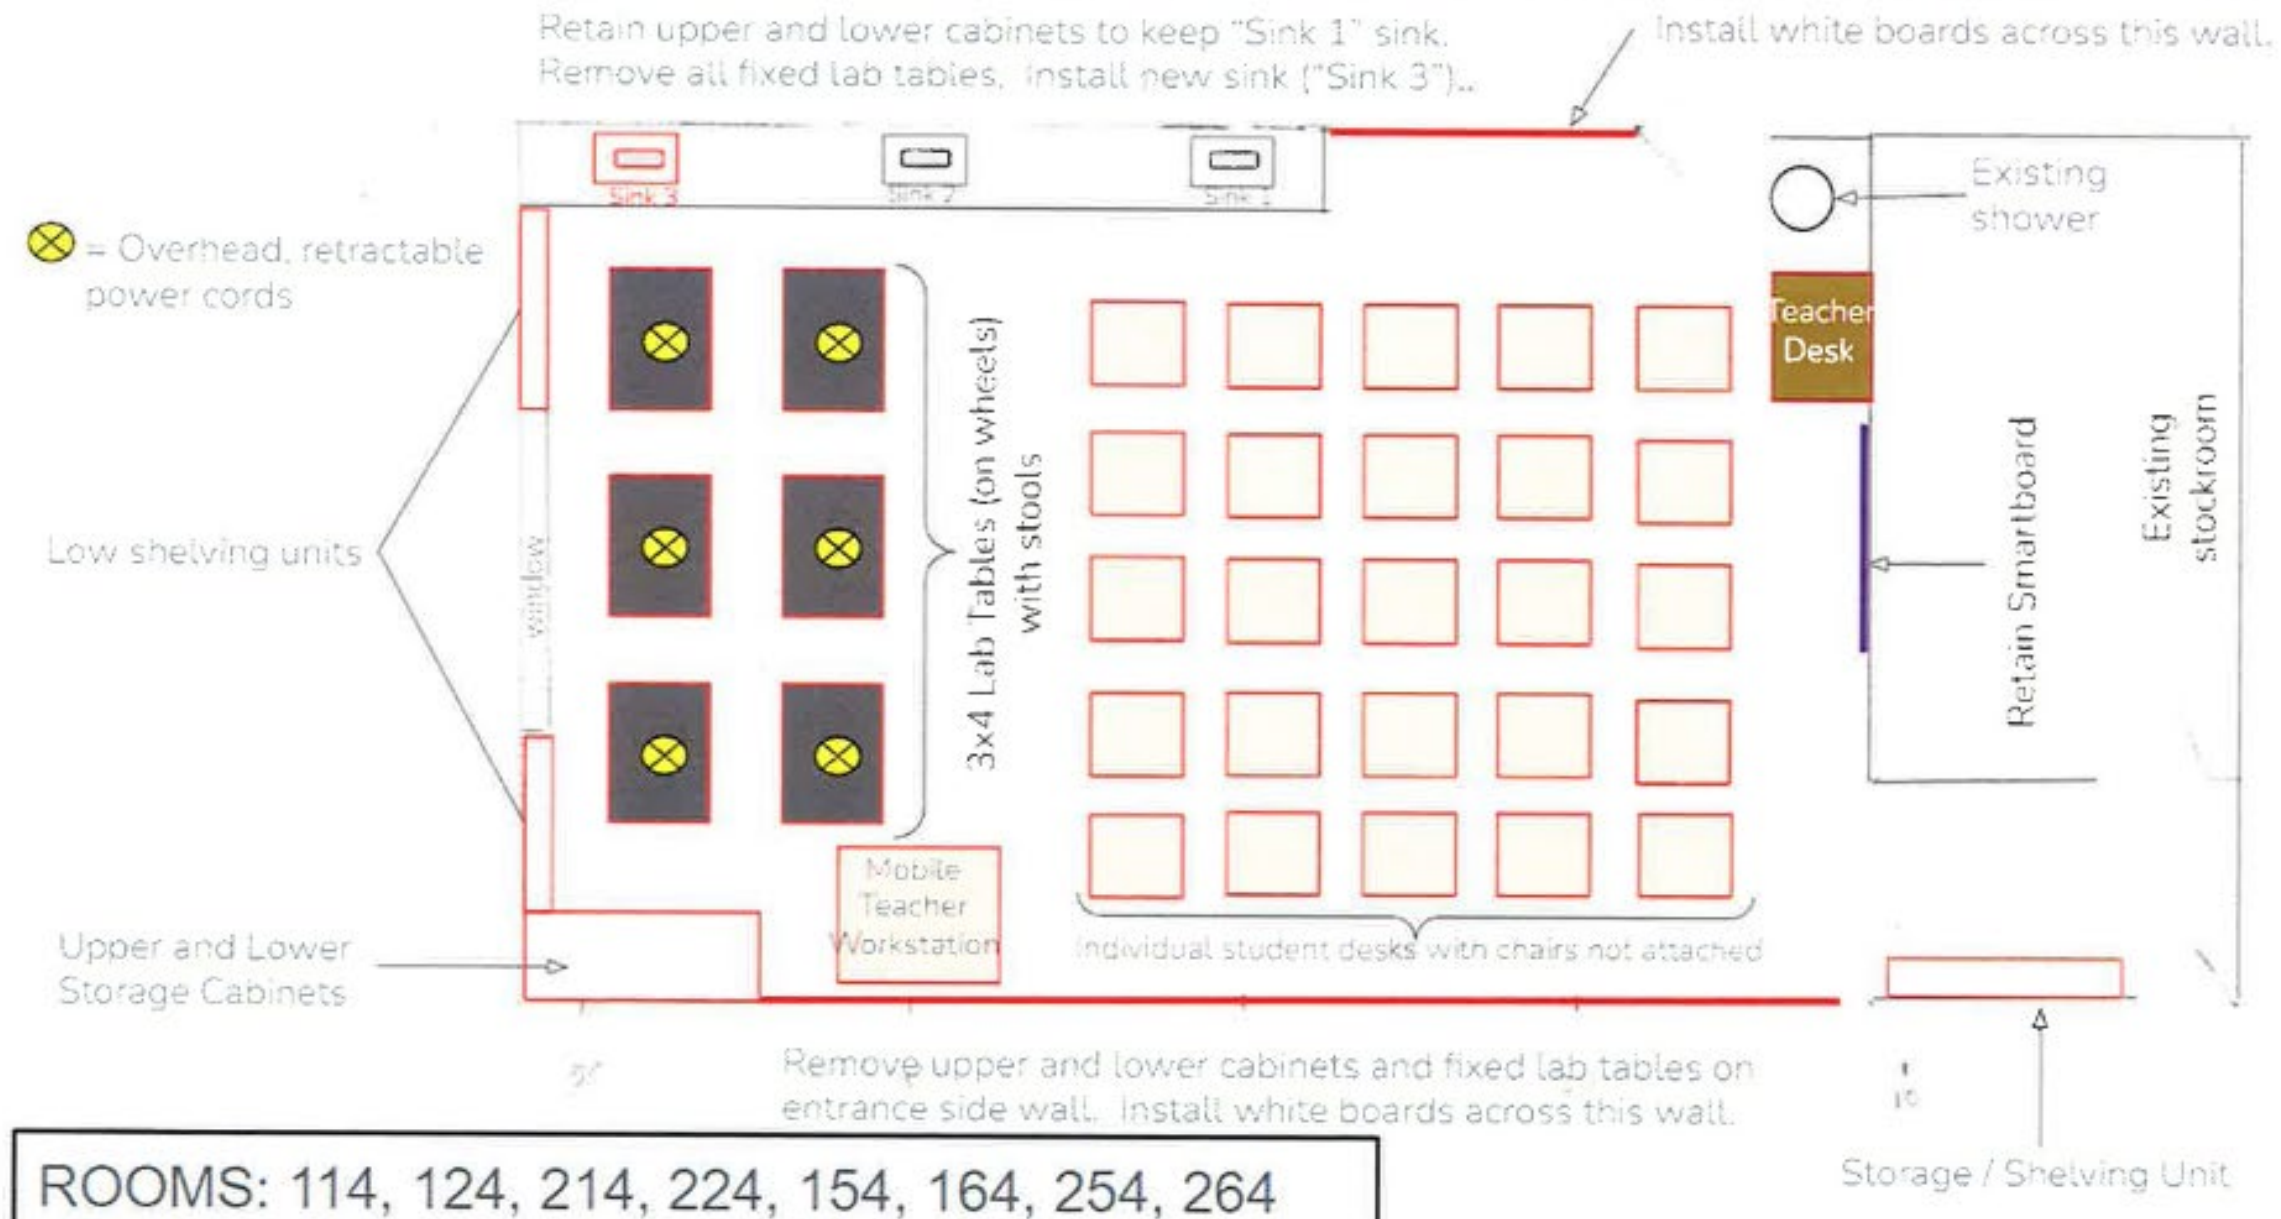 Retain upper and lower cabinets to keep "Sink 1" sink.
Remove all fixed lab tables. Install new sink ("Sink 3")..
Install white boards across this wall.
Sink 3
Sink 2
Sink 1
Existing
shower
= Overhead, retractable
power cords
Teacher
Desk
Low shelving units
window
3x4 Lab Tables (on wheels)
with stools
Retain Smartboard
Existing
stockroom
Mobile
Teacher
Workstation
Individual student desks with chairs not attached
Upper and Lower
Storage Cabinets
Remove upper and lower cabinets and fixed lab tables on
entrance side wall. Install white boards across this wall.
Storage / Shelving Unit
ROOMS: 114, 124, 214, 224, 154, 164, 254, 264